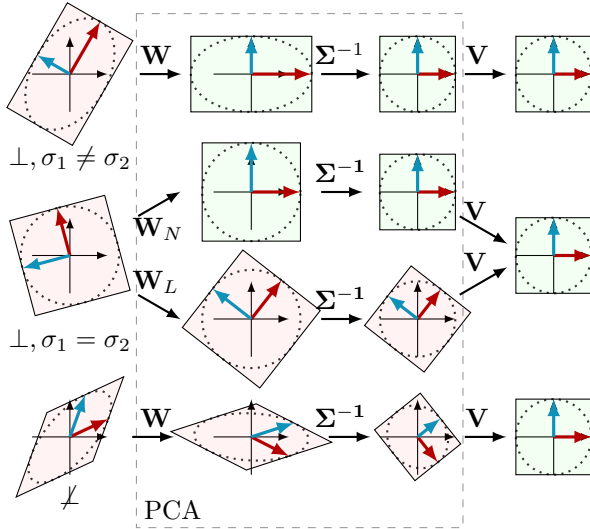 W
Σ⁻¹
V
⊥, σ₁ ≠ σ₂
W_N
Σ⁻¹
V
W_L
Σ⁻¹
V
⊥, σ₁ = σ₂
W
Σ⁻¹
V
⊥̸
PCA